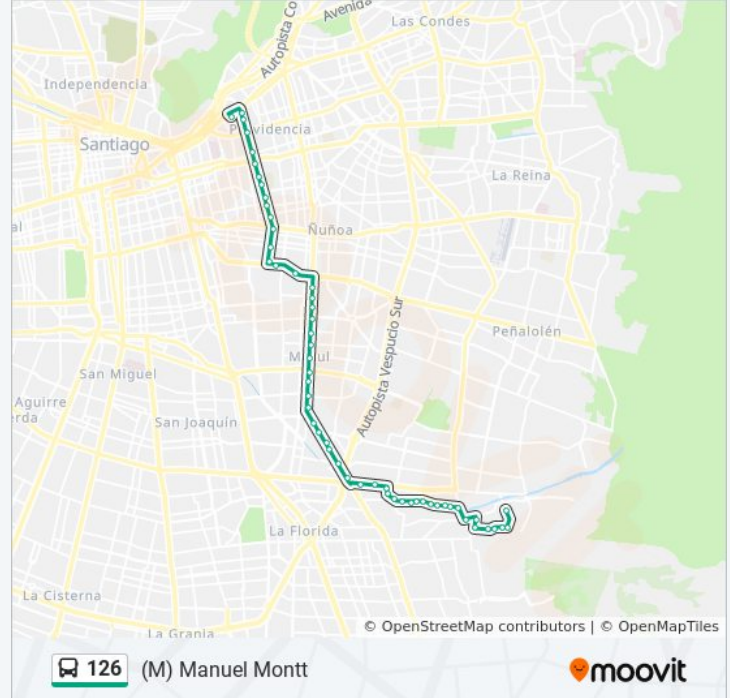 Autopista Co
Avenida
Las Condes
Independencia
Providencia
Santiago
La Reina
al
Ñuñoa
Autopista Vespucio Sur
Peñalolén
San Miguel
Aguirre
erda
San Joaquín
La Florida
La Cisterna
La Granja
© OpenStreetMap contributors | © OpenMapTiles
126 (M) Manuel Montt
moovit